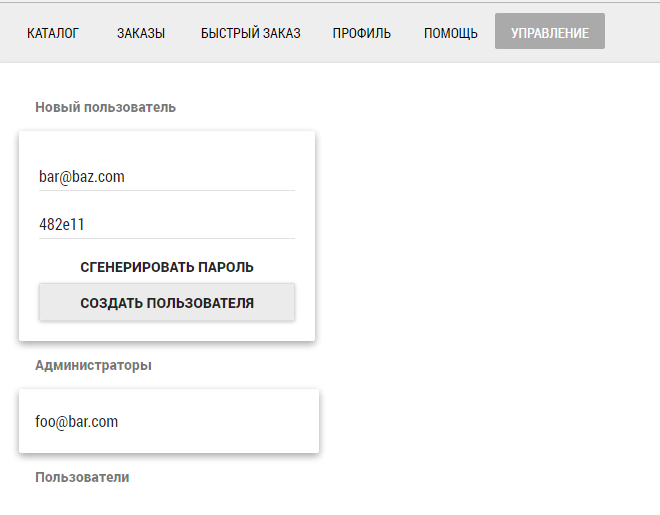 КАТАЛОГ ЗАКАЗЫ БЫСТРЫЙ ЗАКАЗ ПРОФИЛЬ ПОМОЩЬ УПРАВЛЕНИЕ
Новый пользователь
bar@baz.com
482e11
СГЕНЕРИРОВАТЬ ПАРОЛЬ
СОЗДАТЬ ПОЛЬЗОВАТЕЛЯ
Администраторы
foo@bar.com
Пользователи